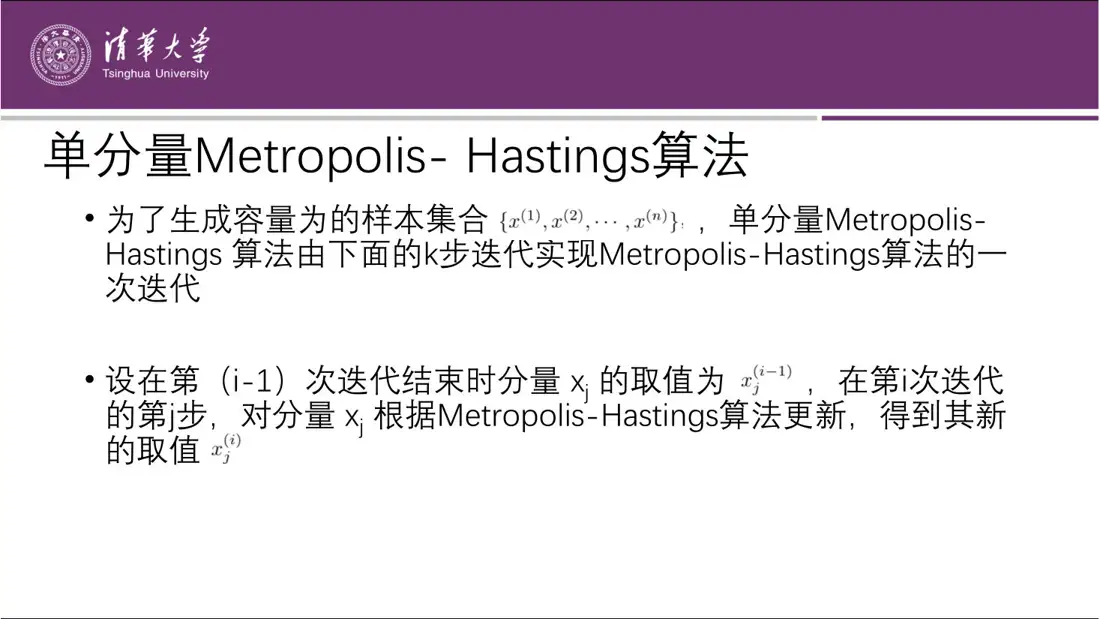 清华大学
Tsinghua University
单分量Metropolis- Hastings算法
• 为了生成容量为的样本集合 {x^{(1)}, x^{(2)}, ⋯, x^{(n)}}, ，单分量Metropolis-
Hastings 算法由下面的k步迭代实现Metropolis-Hastings算法的一
次迭代
• 设在第（i-1）次迭代结束时分量 x_j 的取值为 x_j^{(i-1)} ，在第i次迭代
的第j步，对分量 x_j 根据Metropolis-Hastings算法更新，得到其新
的取值 x_j^{(i)}